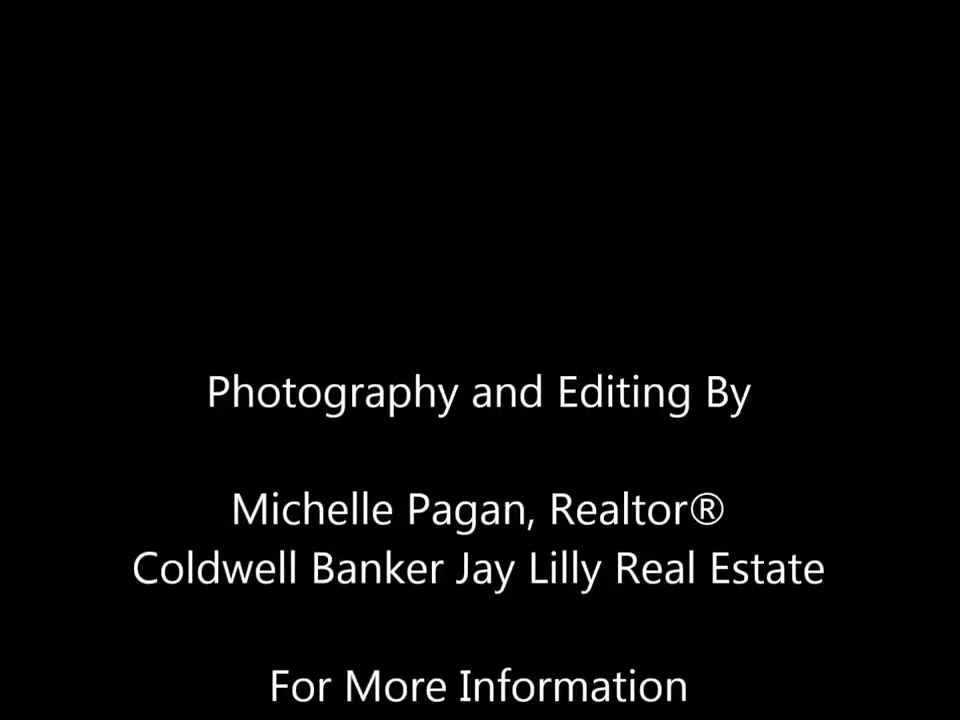 Photography and Editing By
Michelle Pagan, Realtor®
Coldwell Banker Jay Lilly Real Estate
For More Information